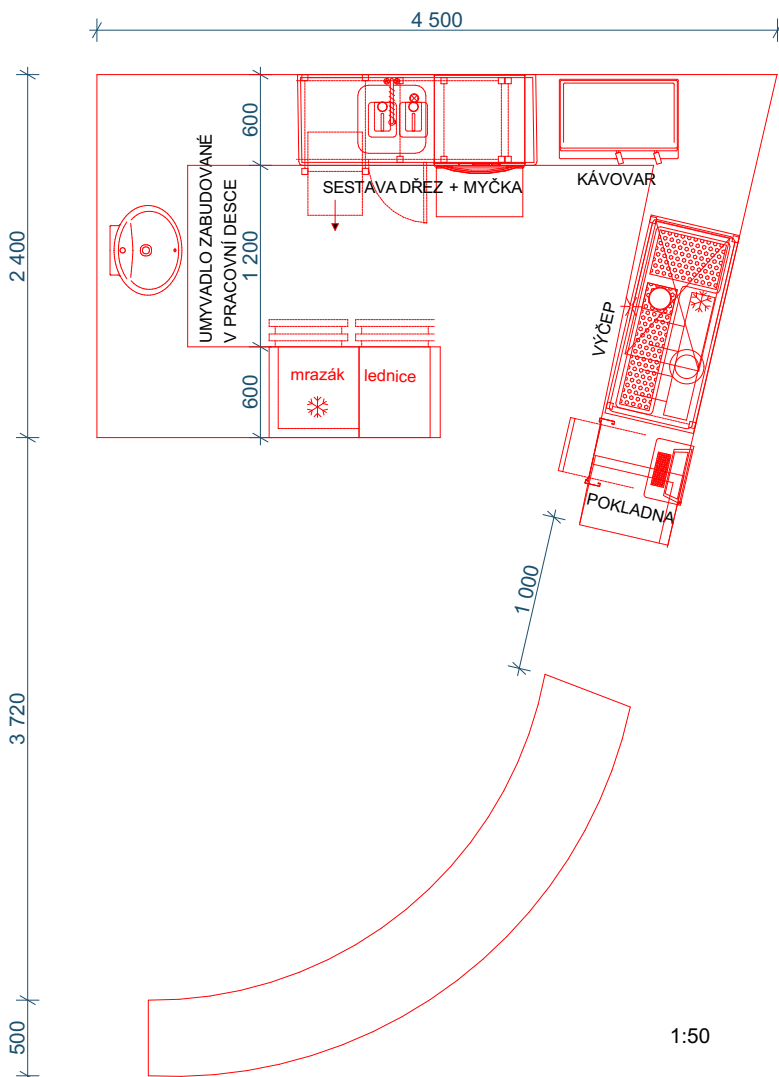 4 500
600
2 400
1 200
600
UMYVADLO ZABUDOVANÉ
V PRACOVNÍ DESCE
SESTAVA DŘEZ + MYČKA
KÁVOVAR
VÝČEP
mrazák
lednice
POKLADNA
1 000
3 720
500
1:50